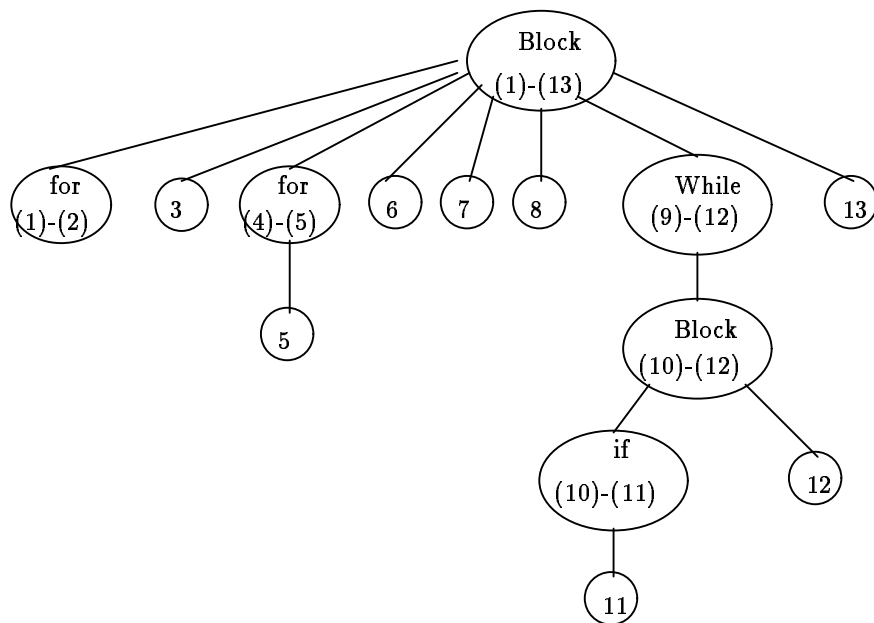 Block
(1)-(13)
for
(1)-(2)
3
for
(4)-(5)
6
7
8
While
(9)-(12)
13
5
Block
(10)-(12)
if
(10)-(11)
12
11